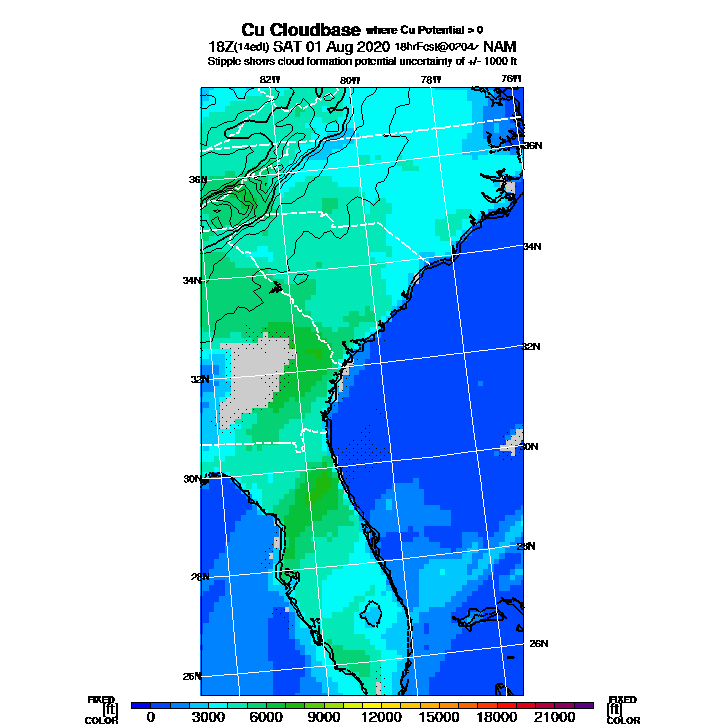 Cu Cloudbase where Cu Potential > 0
18Z(14edt) SAT 01 Aug 2020 18hrFcst@0204z NAM
Stipple shows cloud formation potential uncertainty of +/- 1000 ft
82W 80W 78W 76W
36N
36N
34N
34N
32N
32N
30N
30N
28N
28N
26N
26N
FIXED FIXED
[ft] [ft]
COLOR COLOR
0 3000 6000 9000 12000 15000 18000 21000